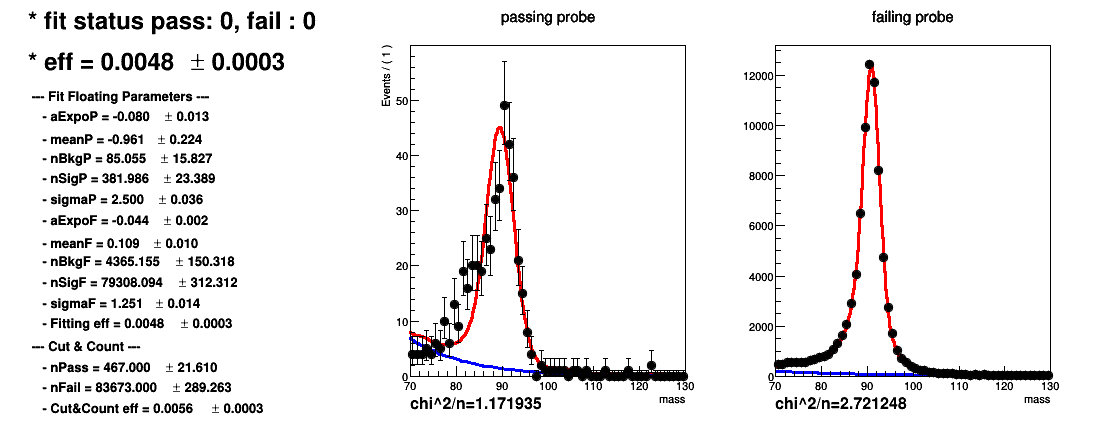 * fit status pass: 0, fail : 0
* eff = 0.0048 ± 0.0003
--- Fit Floating Parameters ---
- aExpoP = -0.080 ± 0.013
- meanP = -0.961 ± 0.224
- nBkgP = 85.055 ± 15.827
- nSigP = 381.986 ± 23.389
- sigmaP = 2.500 ± 0.036
- aExpoF = -0.044 ± 0.002
- meanF = 0.109 ± 0.010
- nBkgF = 4365.155 ± 150.318
- nSigF = 79308.094 ± 312.312
- sigmaF = 1.251 ± 0.014
- Fitting eff = 0.0048 ± 0.0003
--- Cut & Count ---
- nPass = 467.000 ± 21.610
- nFail = 83673.000 ± 289.263
- Cut&Count eff = 0.0056 ± 0.0003
passing probe
Events / ( 1 )
50
40
30
20
10
0
70 80 90 100 110 120 130
mass
chi^2/n=1.171935
failing probe
12000
10000
8000
6000
4000
2000
0
70 80 90 100 110 120 130
mass
chi^2/n=2.721248